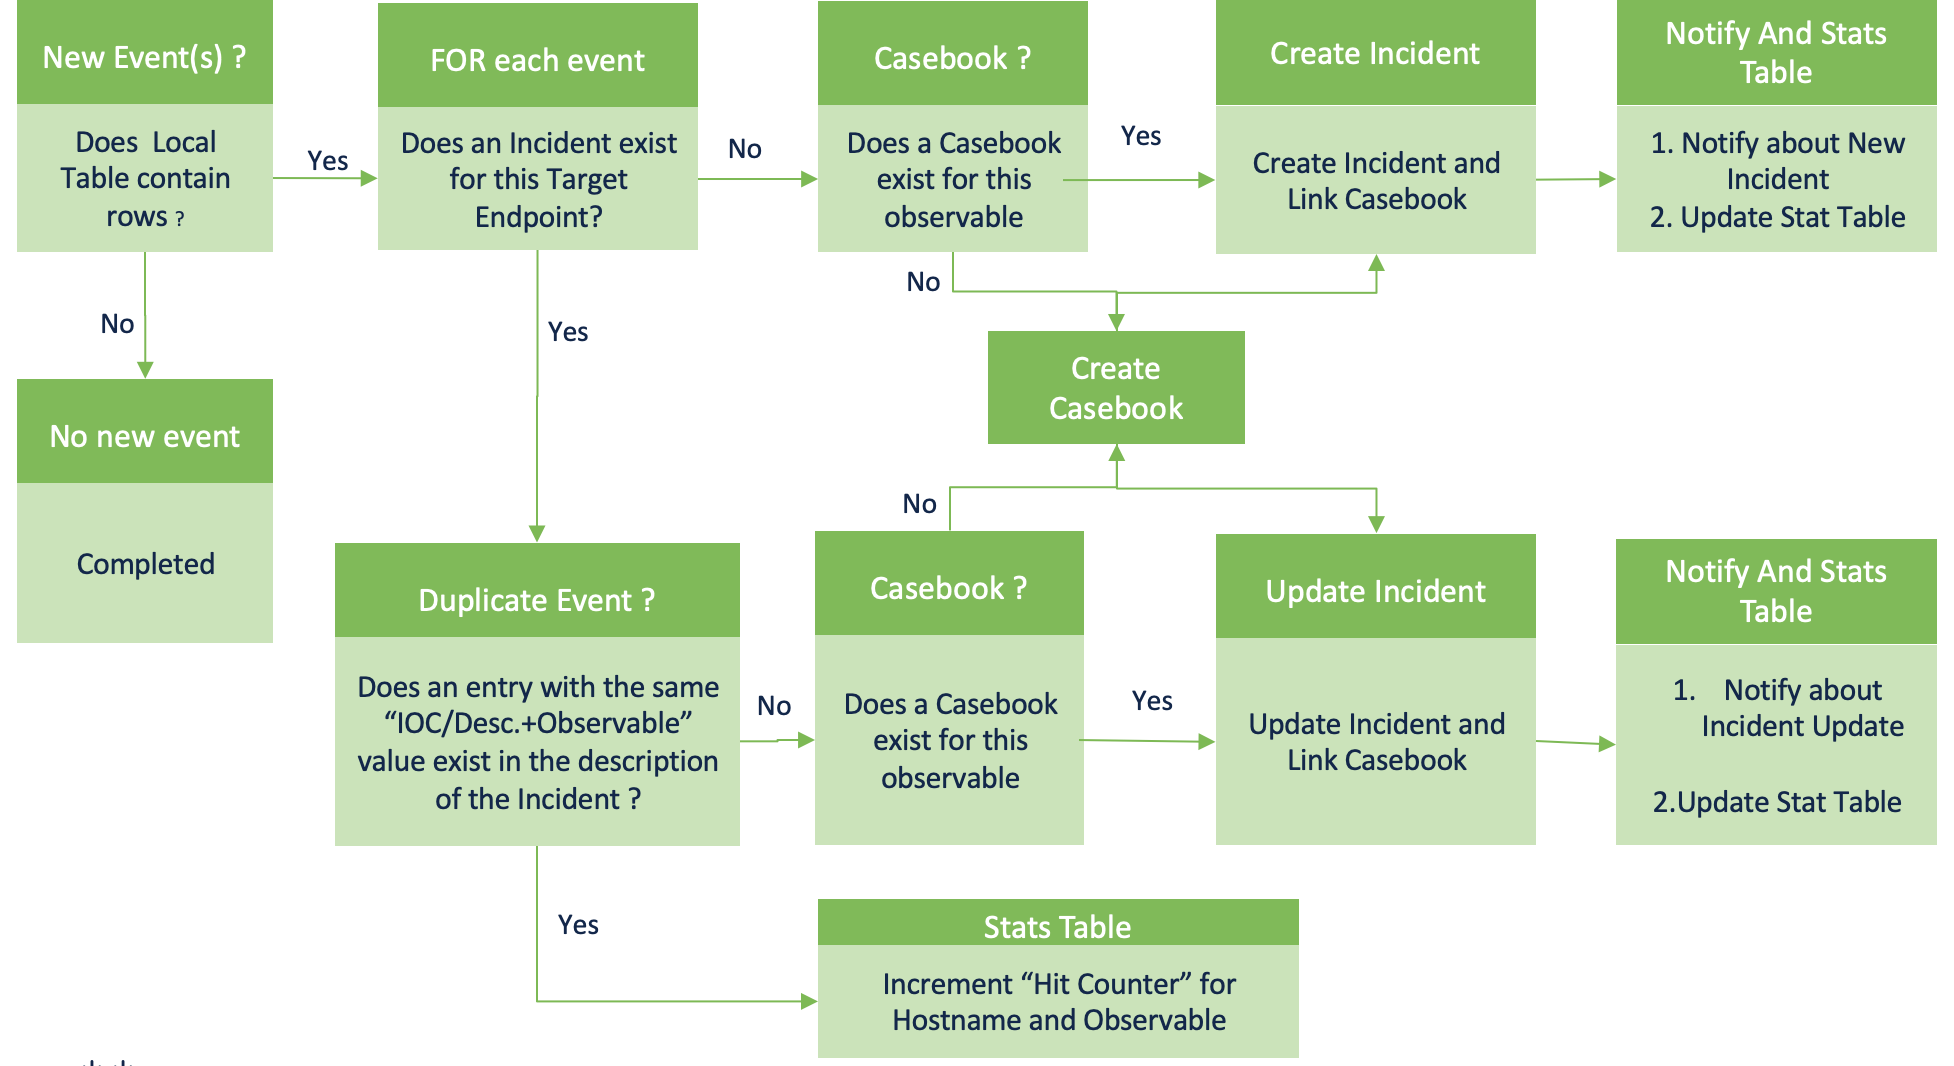 New Event(s) ?
Does  Local
Table contain
rows ?
Yes
FOR each event
Does an Incident exist
for this Target
Endpoint?
No
Casebook ?
Does a Casebook
exist for this
observable
Yes
Create Incident
Create Incident and
Link Casebook
Notify And Stats
Table
1. Notify about New
Incident
2. Update Stat Table
No
No new event
Completed
Yes
No
Create
Casebook
No
Duplicate Event ?
Does an entry with the same
“IOC/Desc.+Observable”
value exist in the description
of the Incident ?
No
Casebook ?
Does a Casebook
exist for this
observable
Yes
Update Incident
Update Incident and
Link Casebook
Notify And Stats
Table
1. Notify about
Incident Update
2.Update Stat Table
Yes
Stats Table
Increment “Hit Counter” for
Hostname and Observable